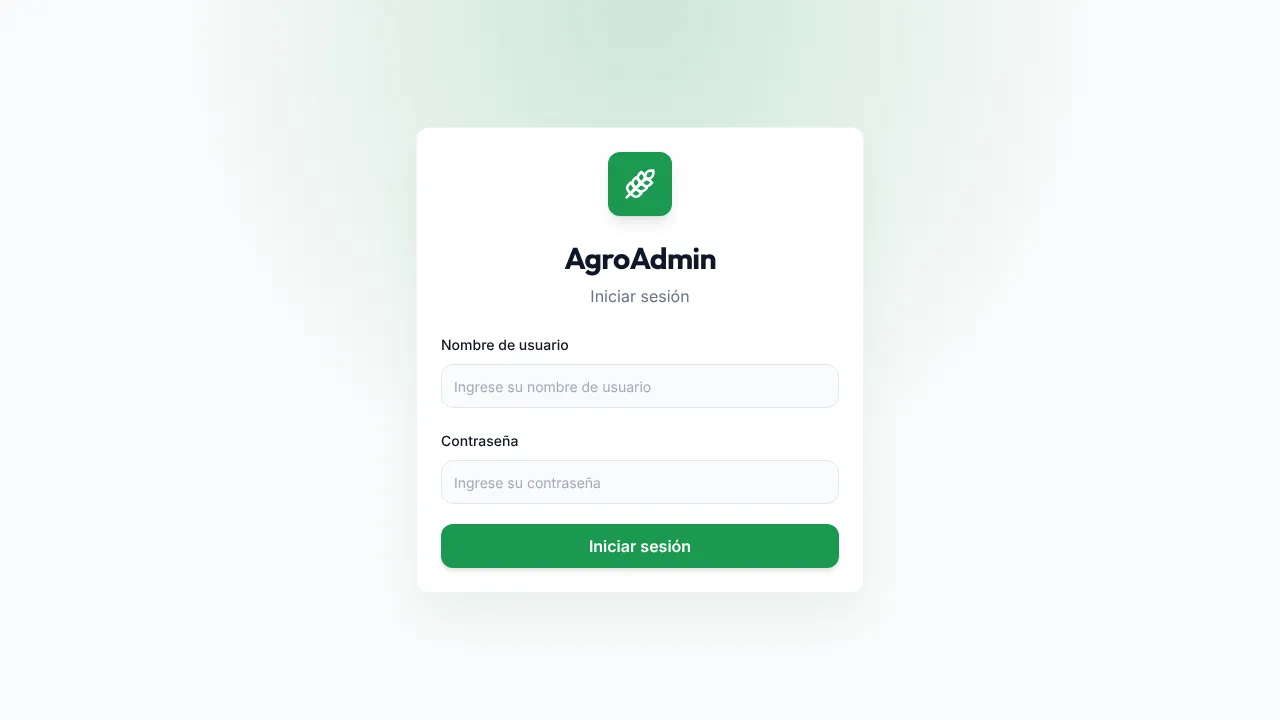 AgroAdmin
Iniciar sesión
Nombre de usuario
Ingrese su nombre de usuario
Contraseña
Ingrese su contraseña
Iniciar sesión